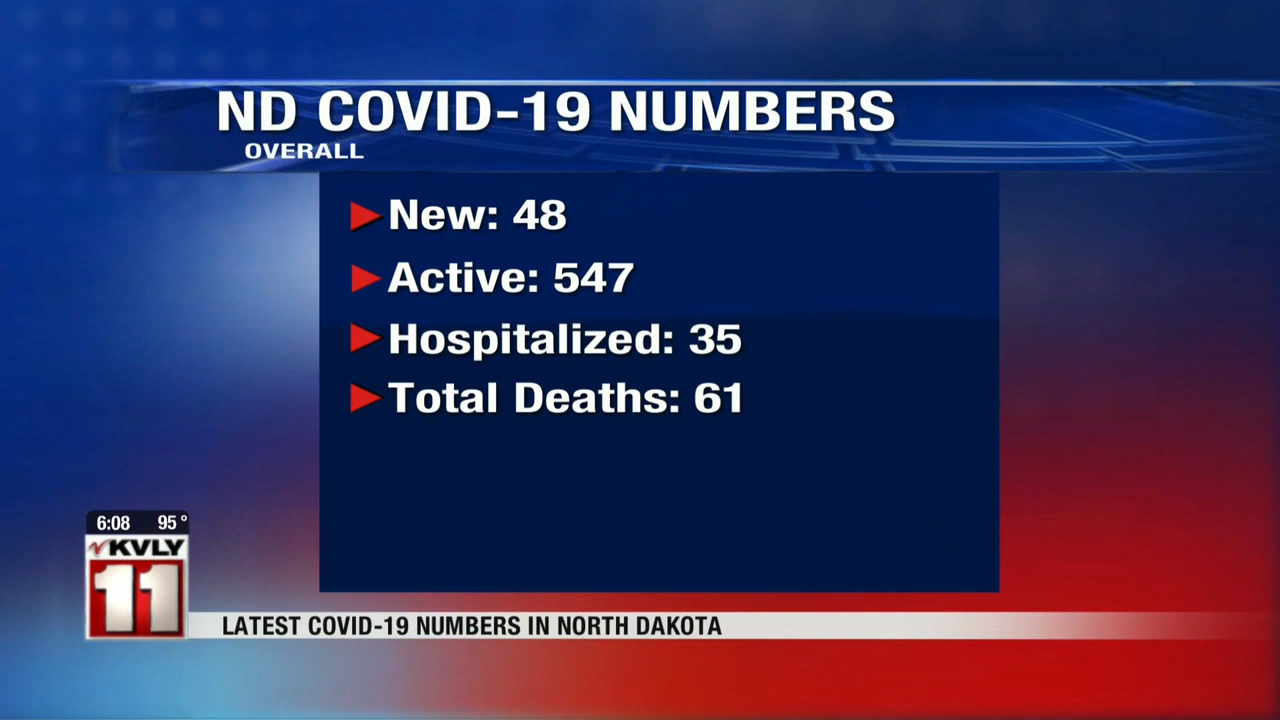 ND COVID-19 NUMBERS
OVERALL
New: 48
Active: 547
Hospitalized: 35
Total Deaths: 61
6:08 95°
KVLY
11
LATEST COVID-19 NUMBERS IN NORTH DAKOTA